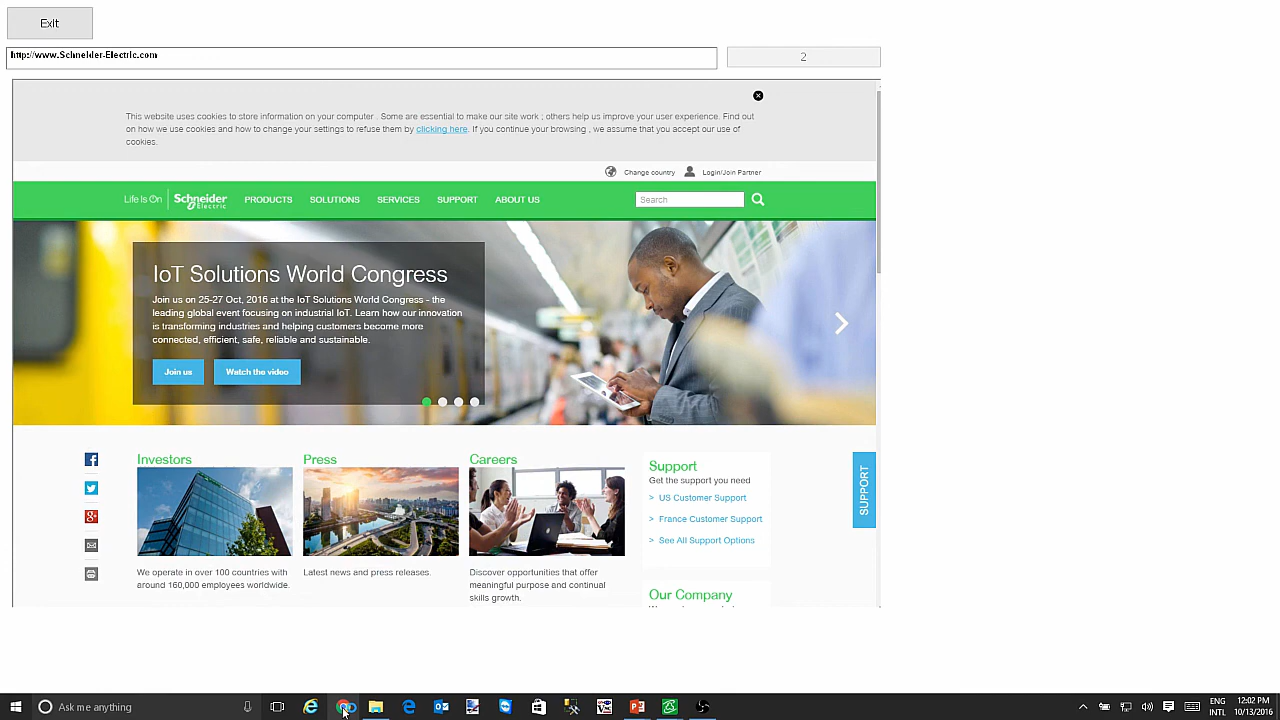 Exit
http://www.Schneider-Electric.com
2
This website uses cookies to store information on your computer . Some are essential to make our site work ; others help us improve your user experience. Find out
on how we use cookies and how to change your settings to refuse them by clicking here. If you continue your browsing , we assume that you accept our use of
cookies.
Change country Login/Join Partner
Life Is On Schneider Electric PRODUCTS SOLUTIONS SERVICES SUPPORT ABOUT US Search
IoT Solutions World Congress
Join us on 25-27 Oct, 2016 at the IoT Solutions World Congress - the
leading global event focusing on industrial IoT. Learn how our innovation
is transforming industries and helping customers become more
connected, efficient, safe, reliable and sustainable.
Join us Watch the video
Investors
We operate in over 100 countries with
around 160,000 employees worldwide.
Press
Latest news and press releases.
Careers
Discover opportunities that offer
meaningful purpose and continual
skills growth.
Support
Get the support you need
> US Customer Support
> France Customer Support
> See All Support Options
Our Company
SUPPORT
Ask me anything
ENG
INTL
12:02 PM
10/13/2016